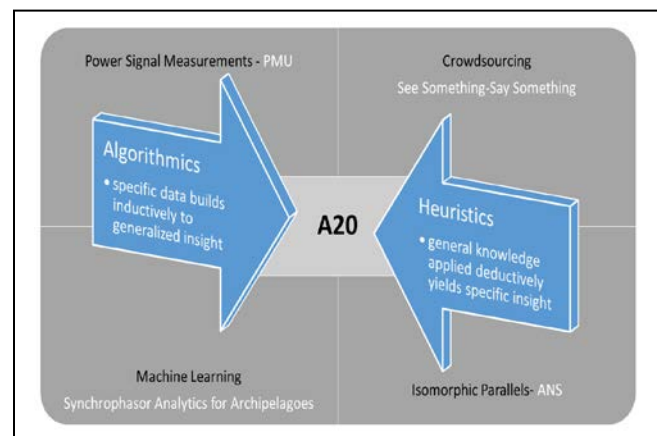 Power Signal Measurements - PMU
Crowdsourcing
See Something-Say Something
Algorithmics
• specific data builds
inductively to
generalized insight
A20
Heuristics
• general knowledge
applied deductively
yields specific insight
Machine Learning
Synchrophasor Analytics for Archipelagoes
Isomorphic Parallels- ANS